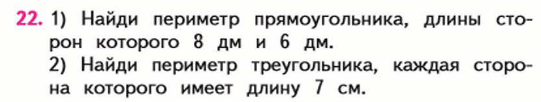 22. 1) Найди периметр прямоугольника, длины сто-
рон которого 8 дм и 6 дм.
2) Найди периметр треугольника, каждая сторо-
на которого имеет длину 7 см.